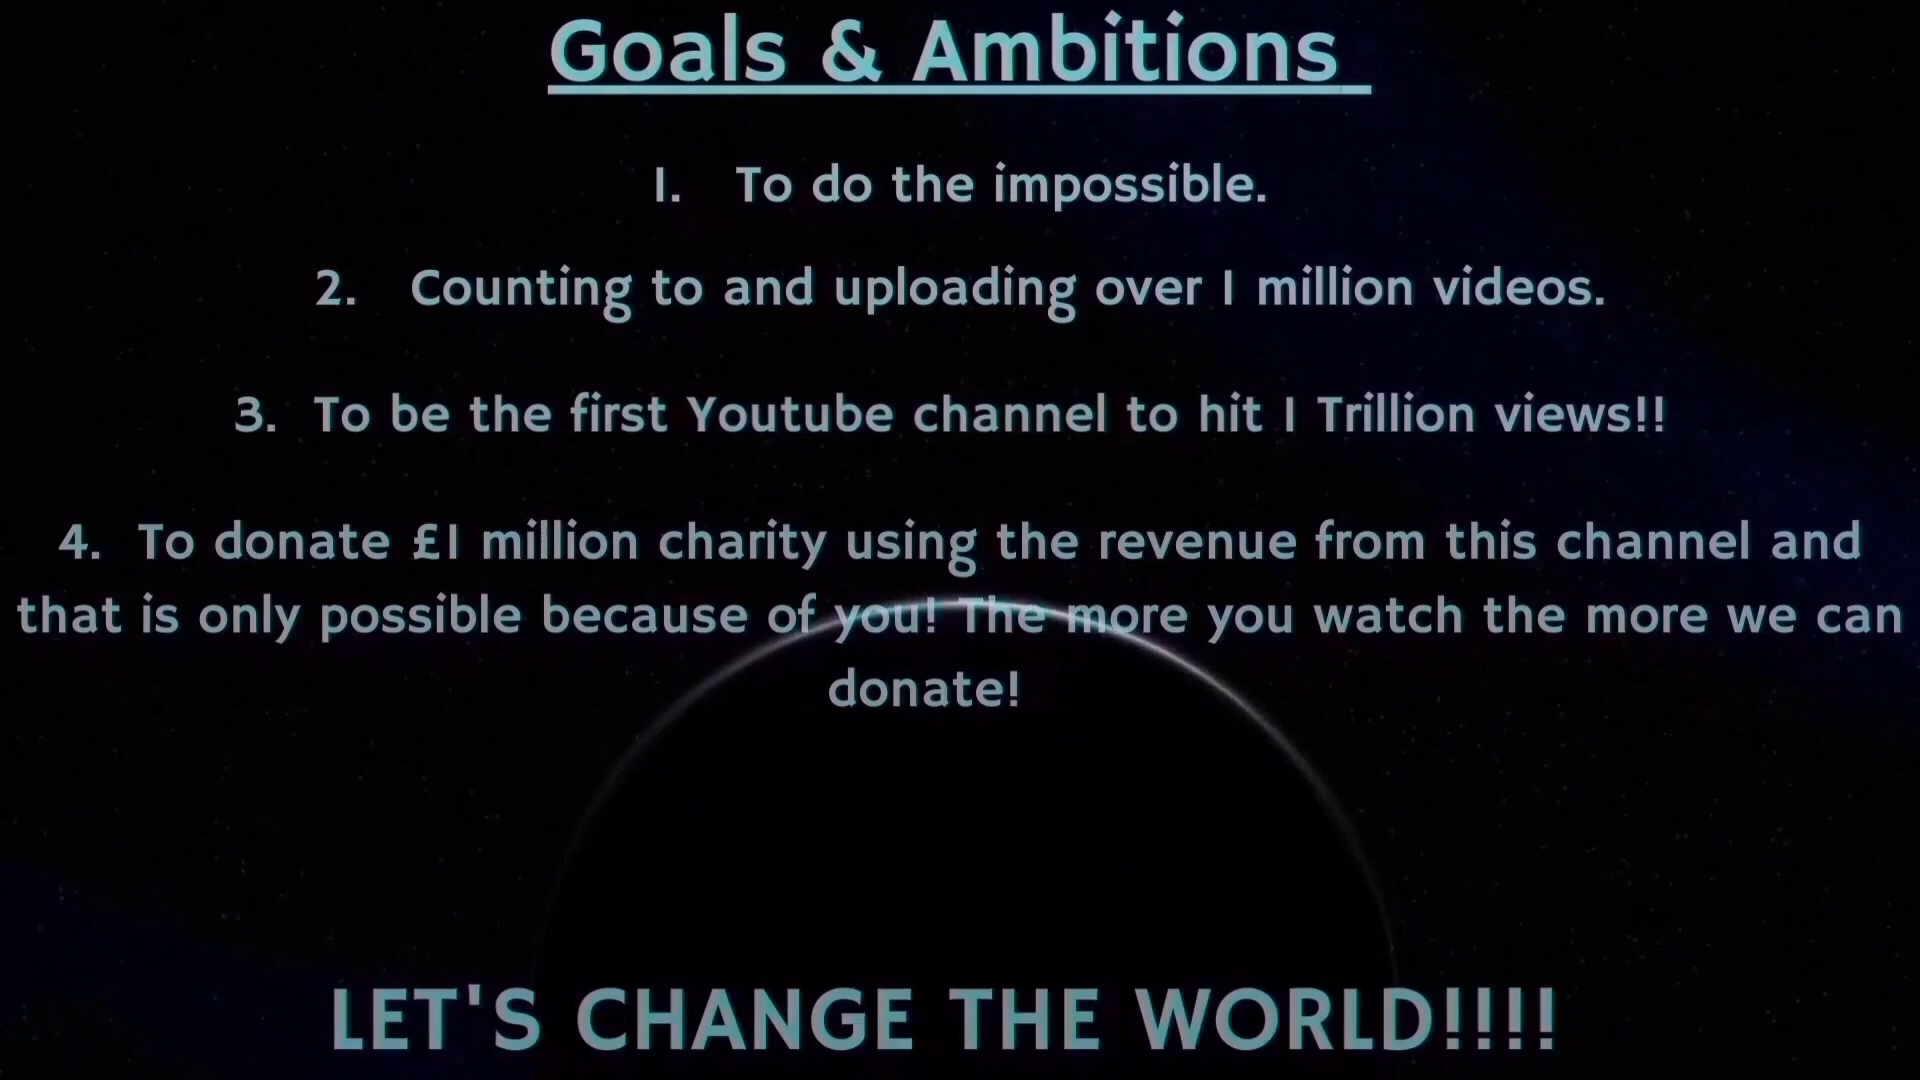 Goals & Ambitions
1. To do the impossible.
2. Counting to and uploading over 1 million videos.
3. To be the first Youtube channel to hit 1 Trillion views!!
4. To donate £1 million charity using the revenue from this channel and
that is only possible because of you! The more you watch the more we can
donate!
LET'S CHANGE THE WORLD!!!!